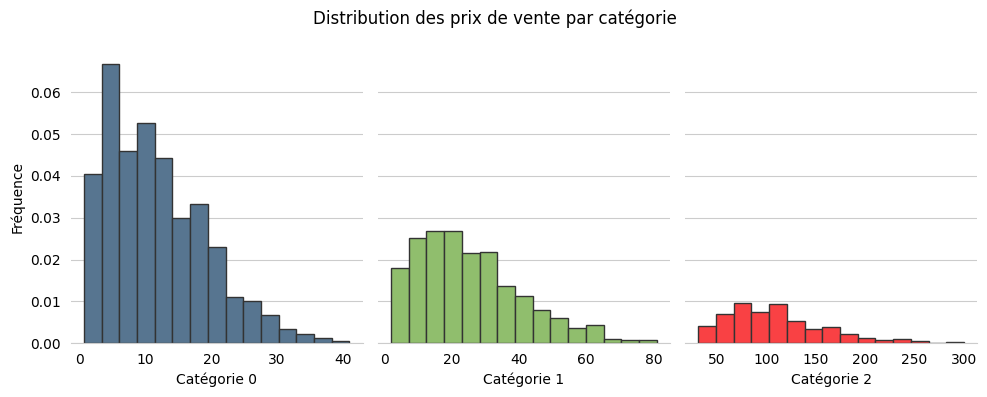 Distribution des prix de vente par catégorie
Fréquence
0.06
0.05
0.04
0.03
0.02
0.01
0.00
0 10 20 30 40
Catégorie 0
0 20 40 60 80
Catégorie 1
50 100 150 200 250 300
Catégorie 2